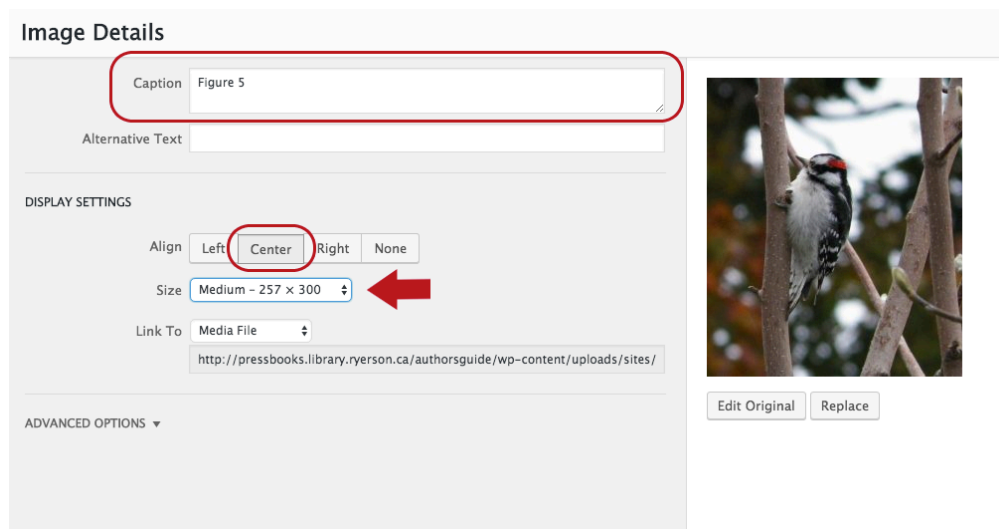 Image Details
Caption Figure 5
Alternative Text
DISPLAY SETTINGS
Align Left Center Right None
Size Medium – 257 × 300
Link To Media File
http://pressbooks.library.ryerson.ca/authorsguide/wp-content/uploads/sites/
Edit Original Replace
ADVANCED OPTIONS ▼